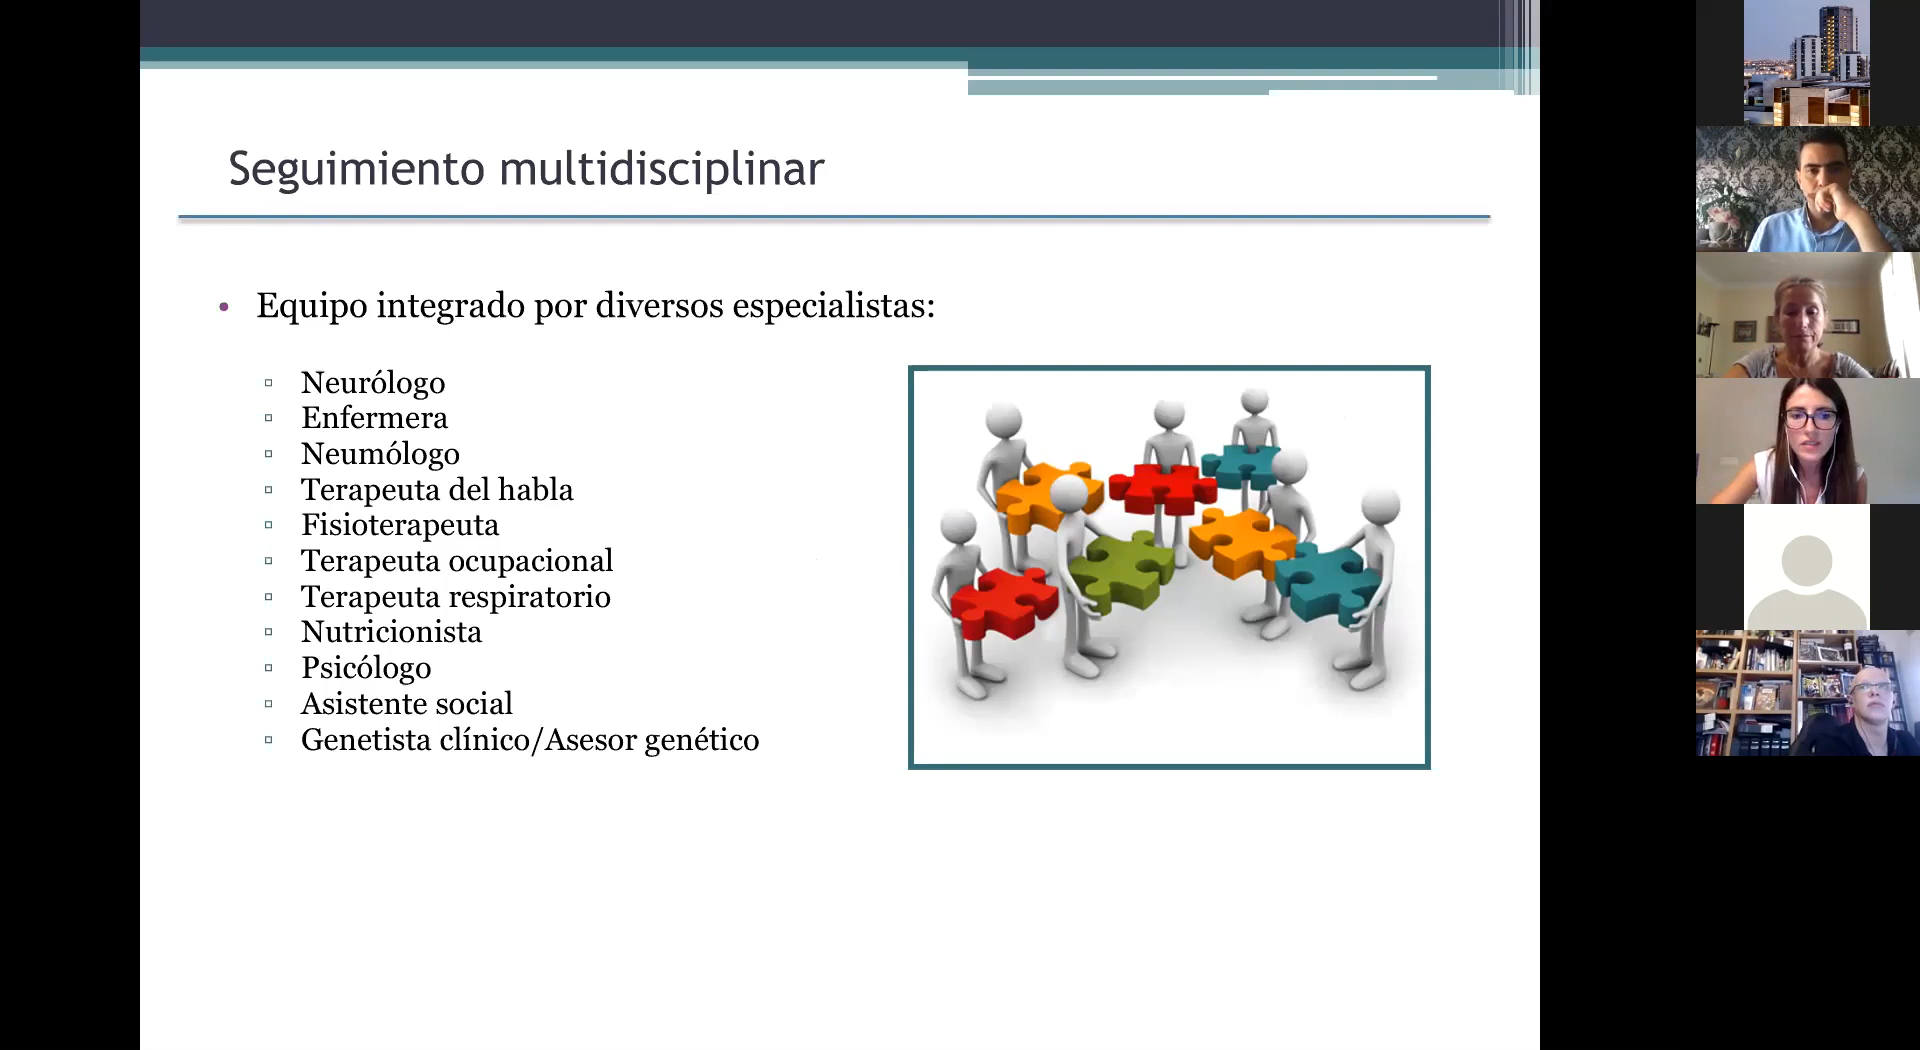 Seguimiento multidisciplinar
• Equipo integrado por diversos especialistas:
▫ Neurólogo
▫ Enfermera
▫ Neumólogo
▫ Terapeuta del habla
▫ Fisioterapeuta
▫ Terapeuta ocupacional
▫ Terapeuta respiratorio
▫ Nutricionista
▫ Psicólogo
▫ Asistente social
▫ Genetista clínico/Asesor genético